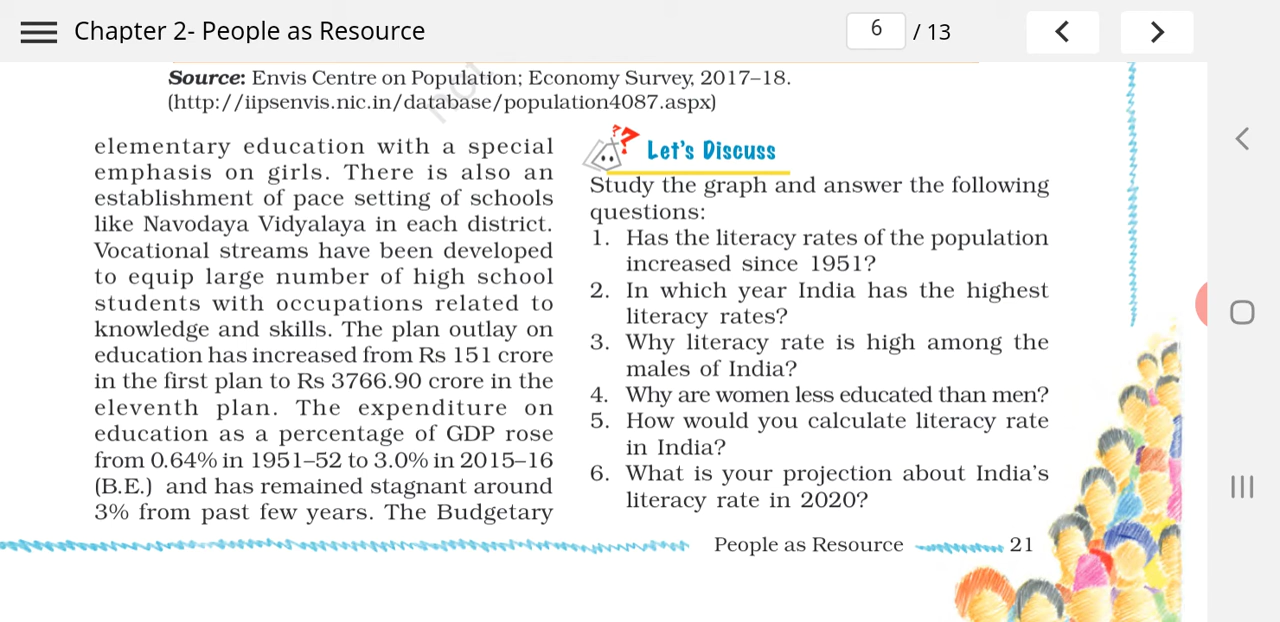 Chapter 2- People as Resource
6 / 13
Source: Envis Centre on Population; Economy Survey, 2017–18.
(http://iipsenvis.nic.in/database/population4087.aspx)
elementary education with a special
emphasis on girls. There is also an
establishment of pace setting of schools
like Navodaya Vidyalaya in each district.
Vocational streams have been developed
to equip large number of high school
students with occupations related to
knowledge and skills. The plan outlay on
education has increased from Rs 151 crore
in the first plan to Rs 3766.90 crore in the
eleventh plan. The expenditure on
education as a percentage of GDP rose
from 0.64% in 1951–52 to 3.0% in 2015–16
(B.E.) and has remained stagnant around
3% from past few years. The Budgetary
Let's Discuss
Study the graph and answer the following
questions:
1. Has the literacy rates of the population
increased since 1951?
2. In which year India has the highest
literacy rates?
3. Why literacy rate is high among the
males of India?
4. Why are women less educated than men?
5. How would you calculate literacy rate
in India?
6. What is your projection about India's
literacy rate in 2020?
People as Resource 21